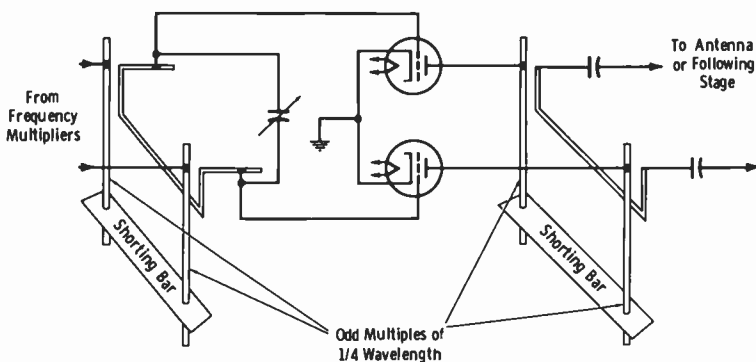 To Antenna
or Following
Stage
From
Frequency
Multipliers
Shorting Bar
Shorting Bar
Odd Multiples of
1/4 Wavelength